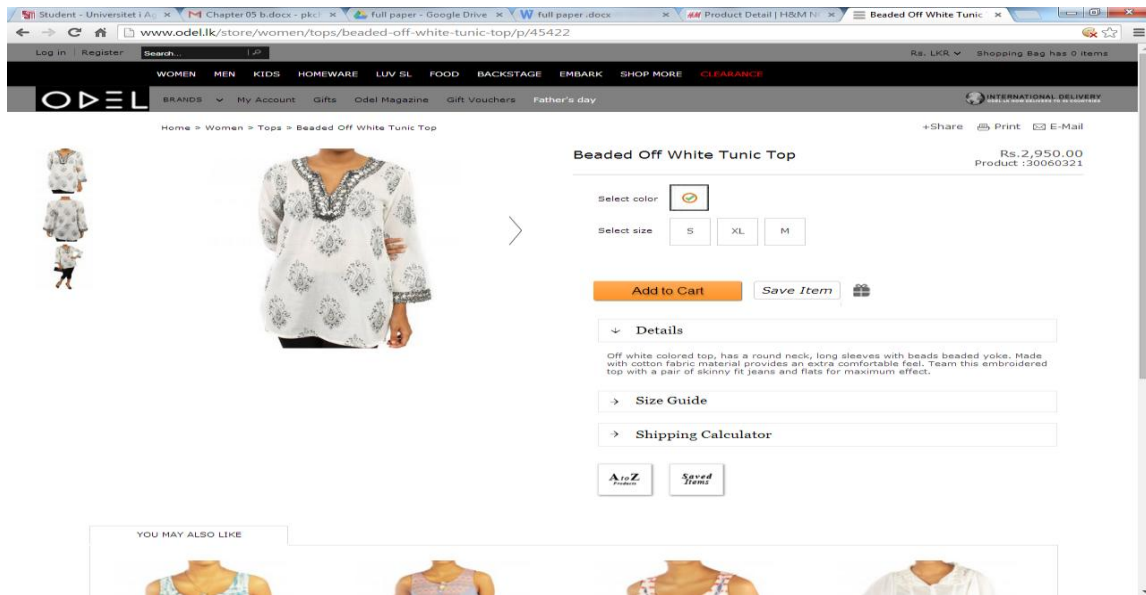 Student - Universitet i Ag
Chapter 05 b.docx - pkcl
full paper - Google Drive
full paper .docx
Product Detail | H&M N
Beaded Off White Tunic
www.odel.lk/store/women/tops/beaded-off-white-tunic-top/p/45422
Log in | Register
Search...
Rs. LKR
Shopping Bag has 0 items
WOMEN MEN KIDS HOMEWARE LUV SL FOOD BACKSTAGE EMBARK SHOP MORE CLEARANCE
ODEL
BRANDS My Account Gifts Odel Magazine Gift Vouchers Father's day
INTERNATIONAL DELIVERY
Home > Women > Tops > Beaded Off White Tunic Top
+Share Print E-Mail
Beaded Off White Tunic Top
Rs.2,950.00
Product :30060321
Select color
Select size S XL M
Add to Cart Save Item
Details
Off white colored top, has a round neck, long sleeves with beads beaded yoke. Made
with cotton fabric material provides an extra comfortable feel. Team this embroidered
top with a pair of skinny fit jeans and flats for maximum effect.
Size Guide
Shipping Calculator
A to Z
Products
Saved
Items
YOU MAY ALSO LIKE